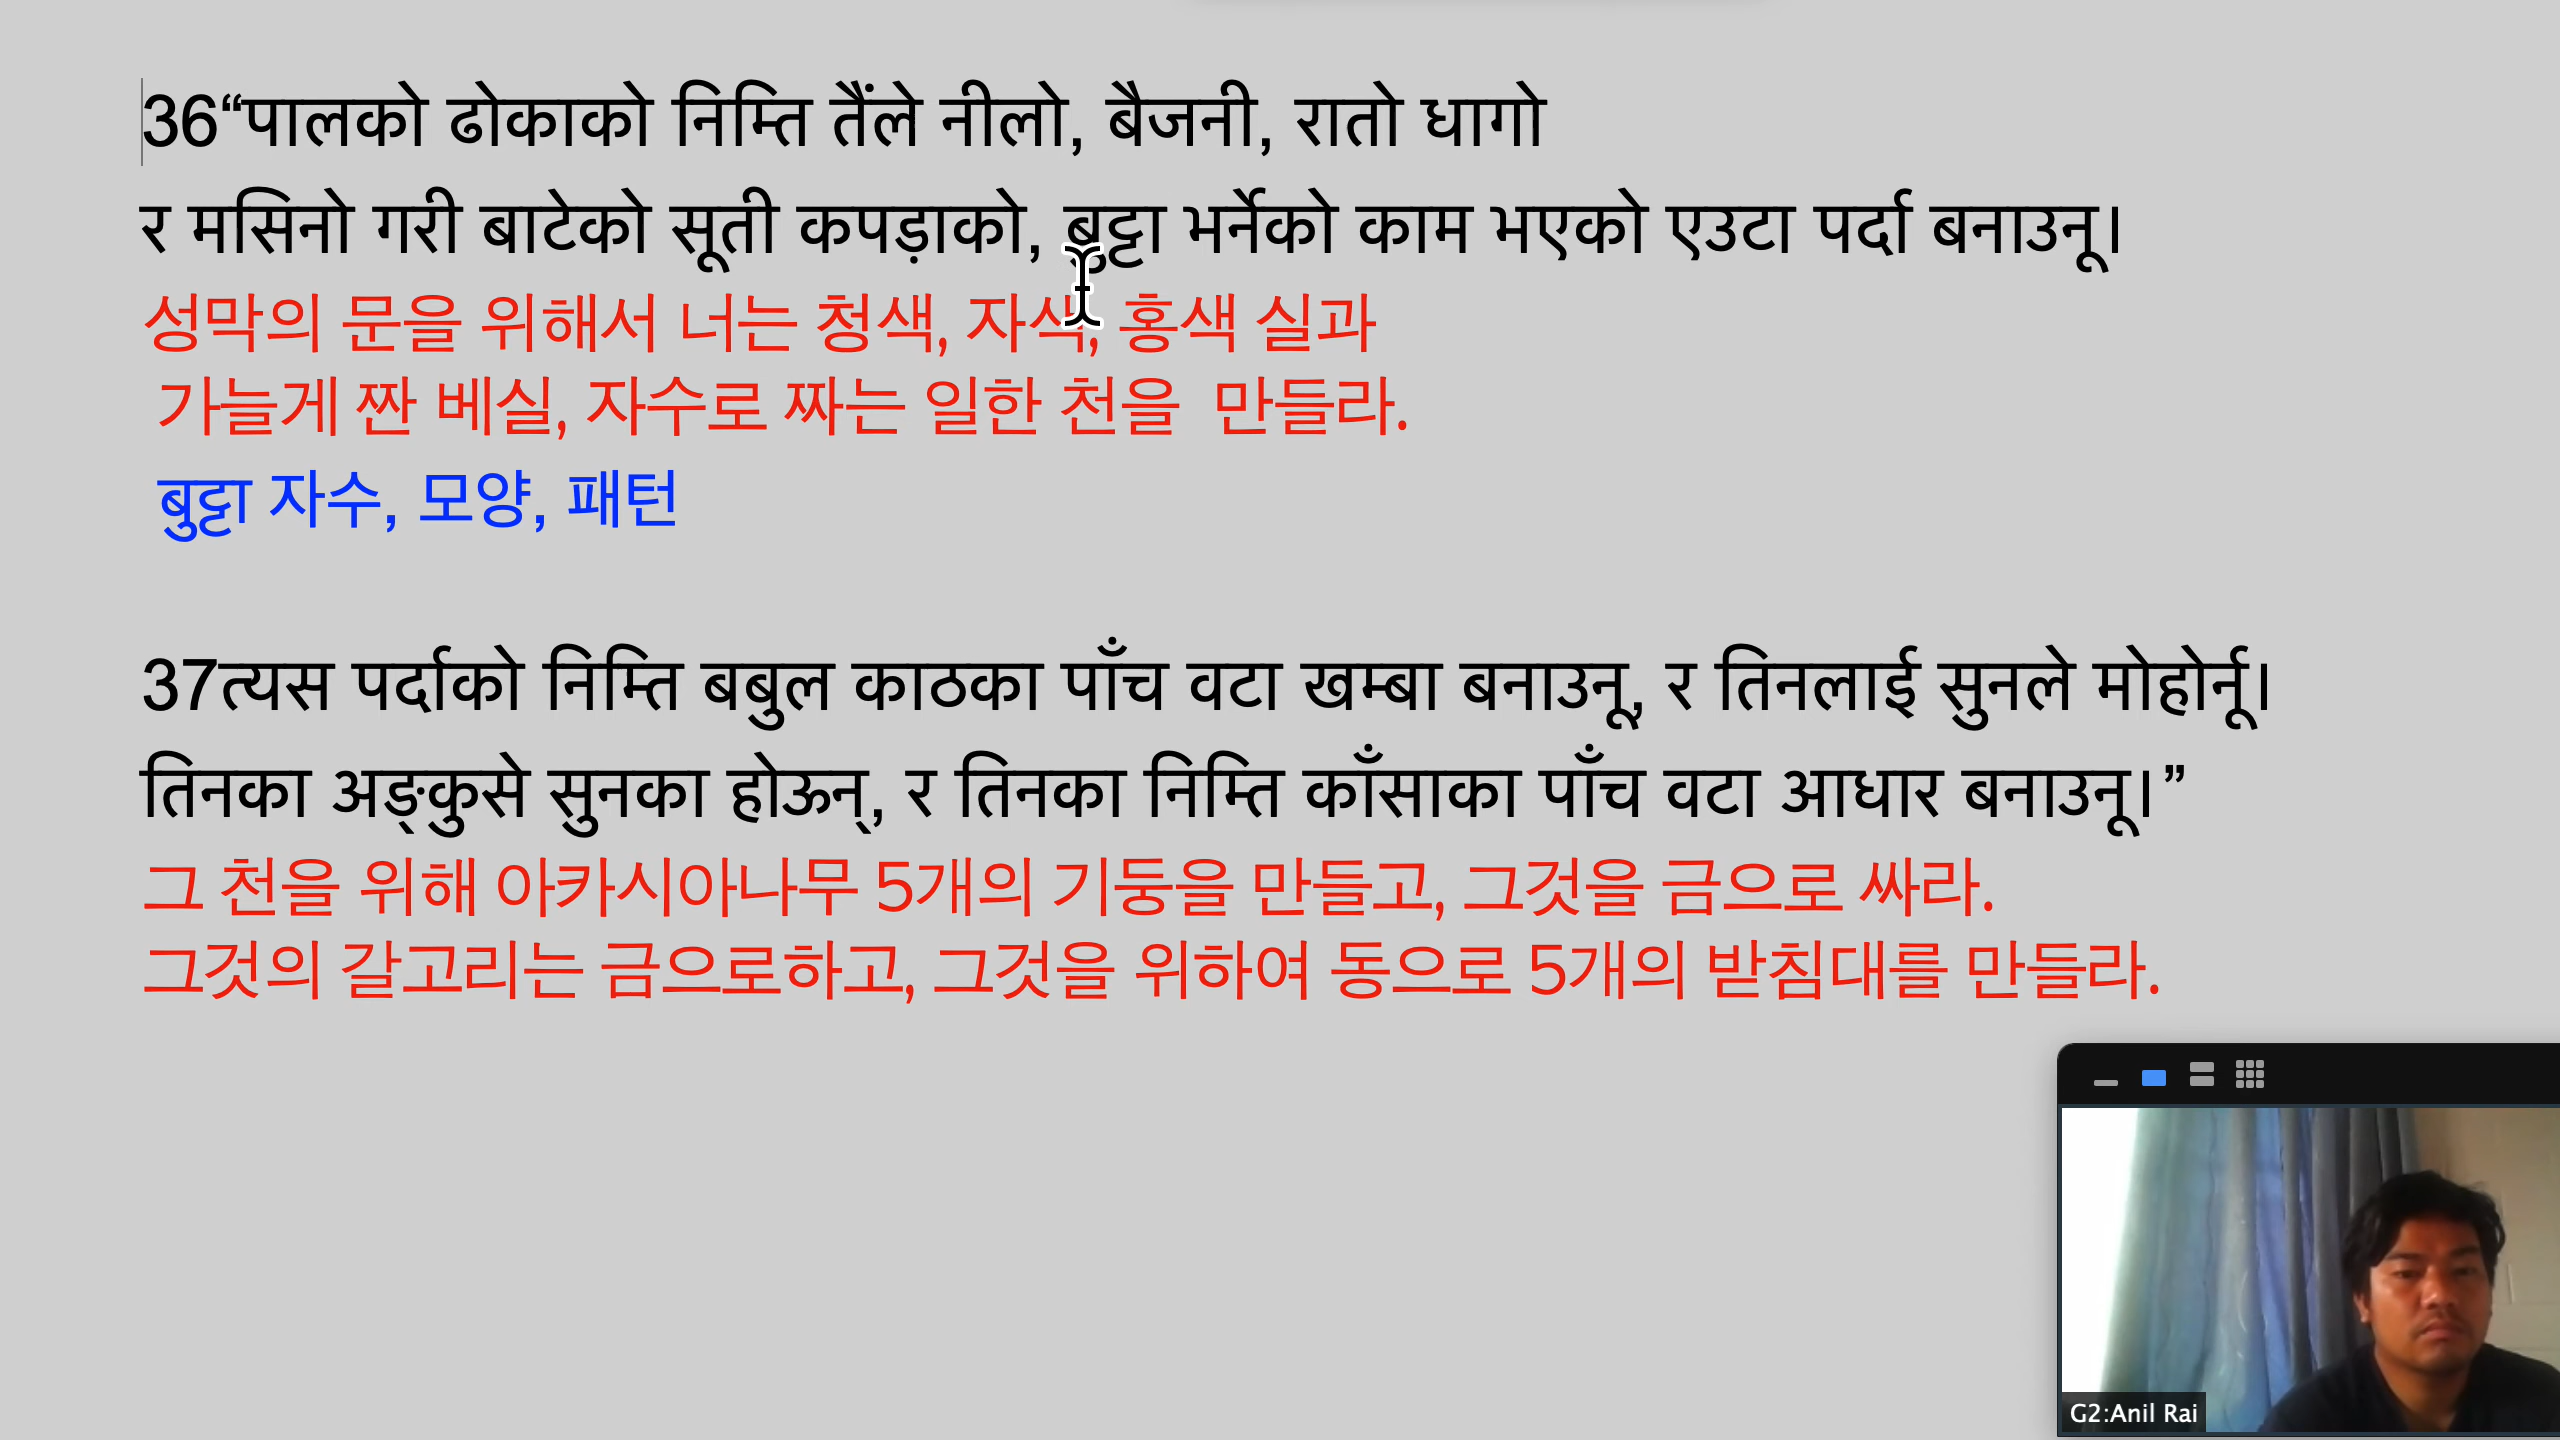 36“पालको ढोकाको निम्ति तैंले नीलो, बैजनी, रातो धागो
र मसिनो गरी बाटेको सूती कपड़ाको, बुट्टा भर्नेको काम भएको एउटा पर्दा बनाउनू।
성막의 문을 위해서 너는 청색, 자색, 홍색 실과
가늘게 짠 베실, 자수로 짜는 일한 천을 만들라.
बुट्टा 자수, 모양, 패턴
37त्यस पर्दाको निम्ति बबुल काठका पाँच वटा खम्बा बनाउनू, र तिनलाई सुनले मोहोर्नू।
तिनका अङ्कुसे सुनका होऊन्, र तिनका निम्ति काँसाका पाँच वटा आधार बनाउनू।”
그 천을 위해 아카시아나무 5개의 기둥을 만들고, 그것을 금으로 싸라.
그것의 갈고리는 금으로하고, 그것을 위하여 동으로 5개의 받침대를 만들라.
G2:Anil Rai